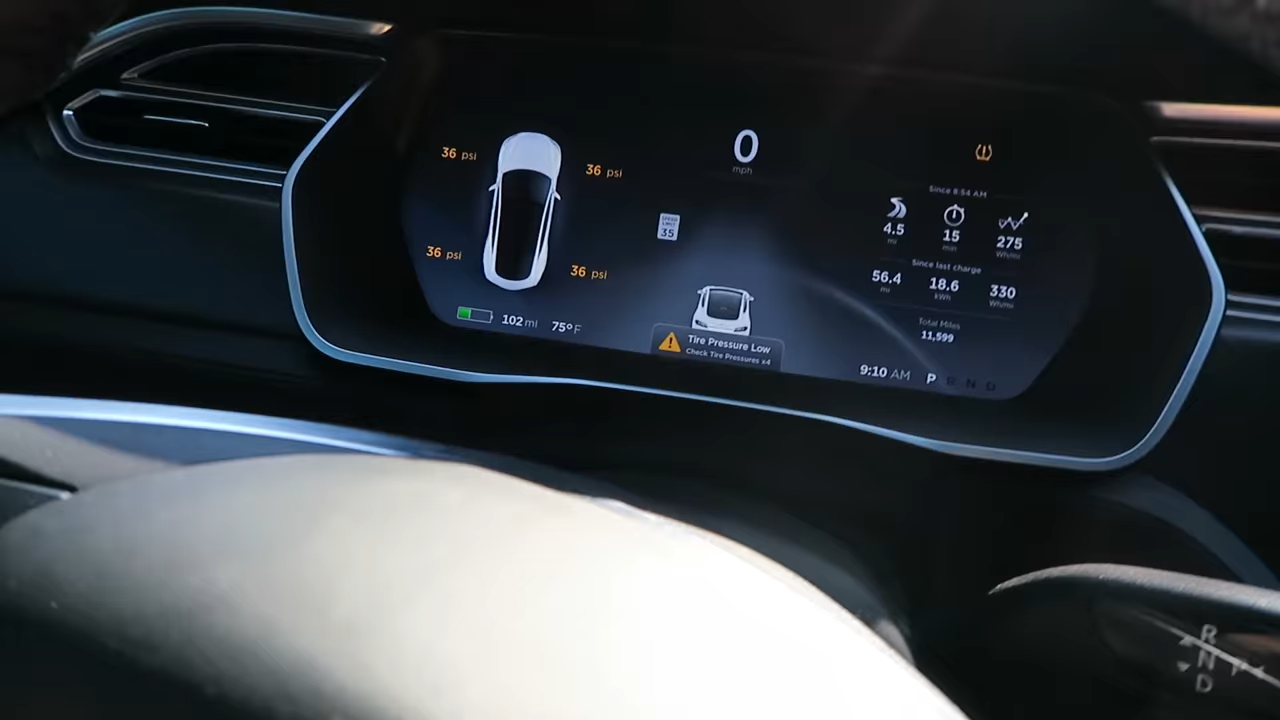 36 psi
36 psi
36 psi
36 psi
102 mi
75°F
0
mph
SPEED
LIMIT
35
Tire Pressure Low
Check Tire Pressures x4
Since 8:54 AM
4.5
mi
15
min
275
Wh/mi
Since last charge
56.4
mi
18.6
kWh
330
Wh/mi
Total Miles
11,599
9:10 AM
P R N D
R
N
D